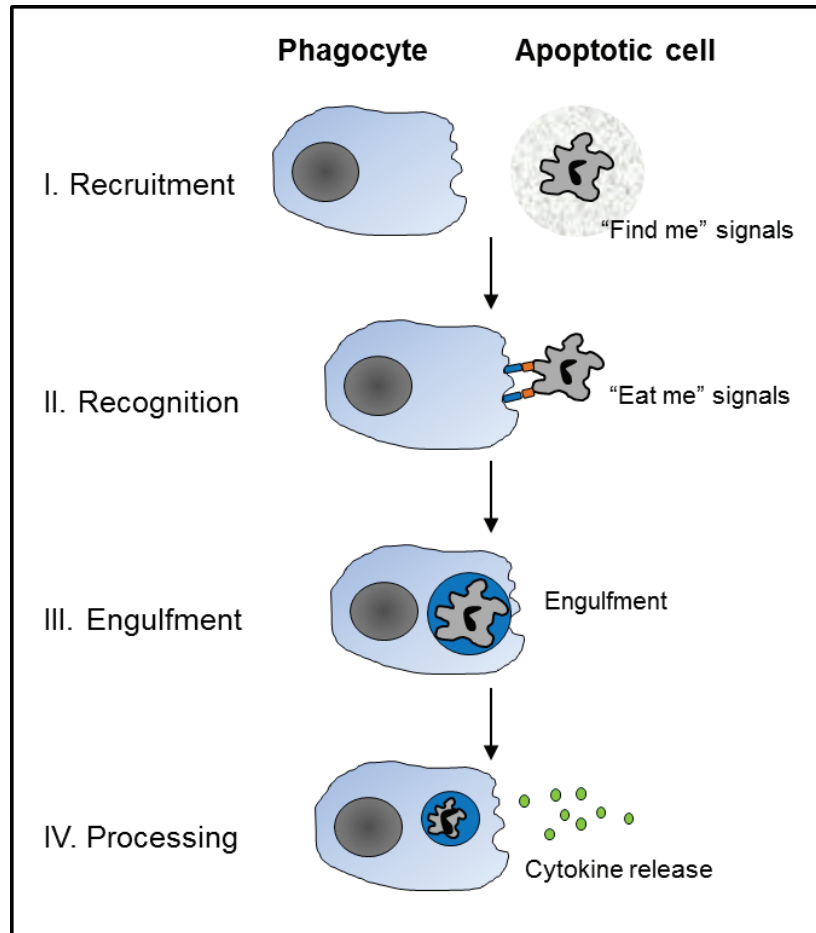 Phagocyte Apoptotic cell
I. Recruitment
“Find me” signals
II. Recognition
“Eat me” signals
III. Engulfment
Engulfment
IV. Processing
Cytokine release